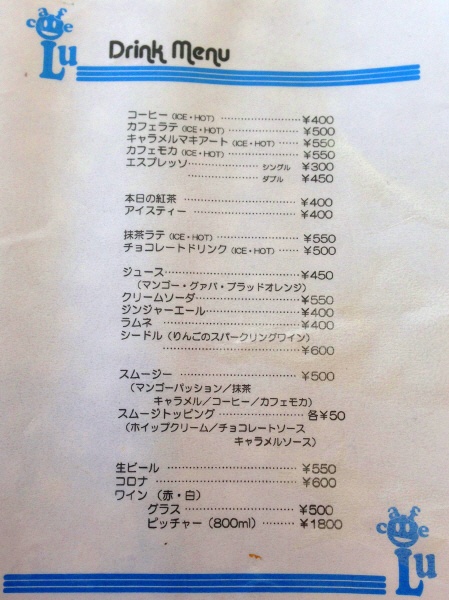 cafe
Lu
Drink Menu
コーヒー (ICE・HOT) ………………… ¥400
カフェラテ (ICE・HOT) ……………… ¥500
キャラメルマキアート (ICE・HOT) …… ¥550
カフェモカ (ICE・HOT) ……………… ¥550
エスプレッソ……………… シングル ¥300
……………… ダブル ¥450
本日の紅茶 ………………………… ¥400
アイスティー ……………………… ¥400
抹茶ラテ (ICE・HOT) ……………… ¥550
チョコレートドリンク (ICE・HOT) …… ¥500
ジュース…………………………… ¥450
(マンゴー・グァバ・ブラッドオレンジ)
クリームソーダ…………………… ¥550
ジンジャーエール………………… ¥400
ラムネ …………………………… ¥400
シードル (りんごのスパークリングワイン)
…………………………… ¥600
スムージー ………………………… ¥500
(マンゴーパッション/抹茶
キャラメル/コーヒー/カフェモカ)
スムージトッピング ……………… 各¥50
(ホイップクリーム/チョコレートソース
キャラメルソース)
生ビール …………………………… ¥550
コロナ ……………………………… ¥600
ワイン (赤・白)
グラス …………………………… ¥500
ピッチャー (800ml) ……… ¥1800
cafe
Lu